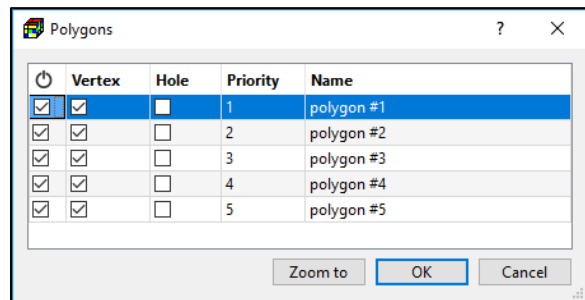 Polygons ?
Vertex Hole Priority Name
1 polygon #1
2 polygon #2
3 polygon #3
4 polygon #4
5 polygon #5
Zoom to OK Cancel